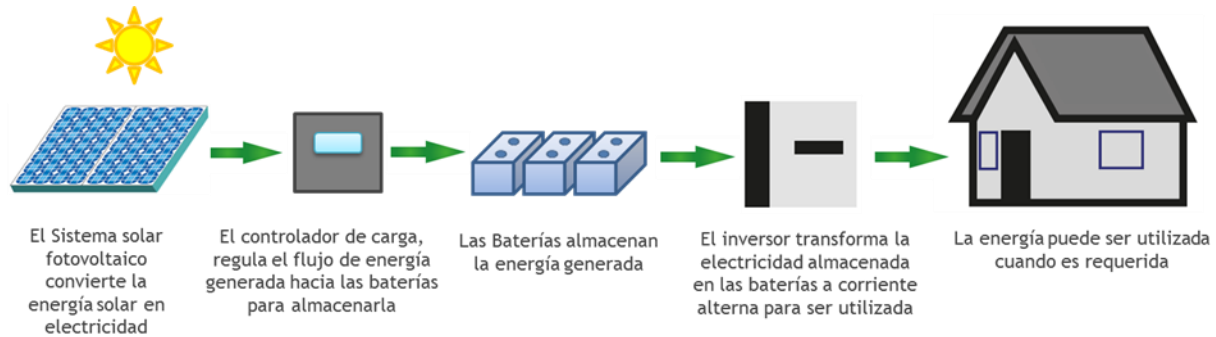 El Sistema solar
fotovoltaico
convierte la
energía solar en
electricidad
El controlador de carga,
regula el flujo de energía
generada hacia las baterías
para almacenarla
Las Baterías almacenan
la energía generada
El inversor transforma la
electricidad almacenada
en las baterías a corriente
alterna para ser utilizada
La energía puede ser utilizada
cuando es requerida